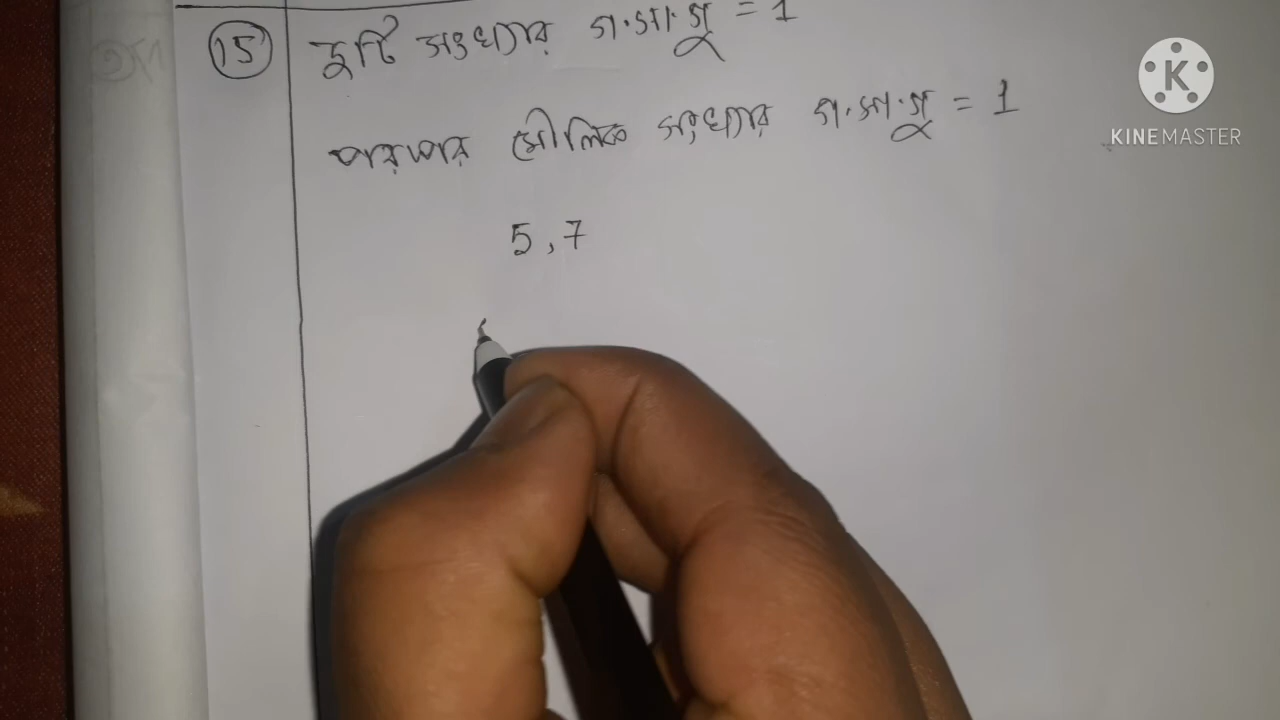 15 দুটি সংখ্যার গ.সা.গু = 1
পরস্পর মৌলিক সংখ্যার গ.সা.গু = 1
5, 7
K
KINEMASTER